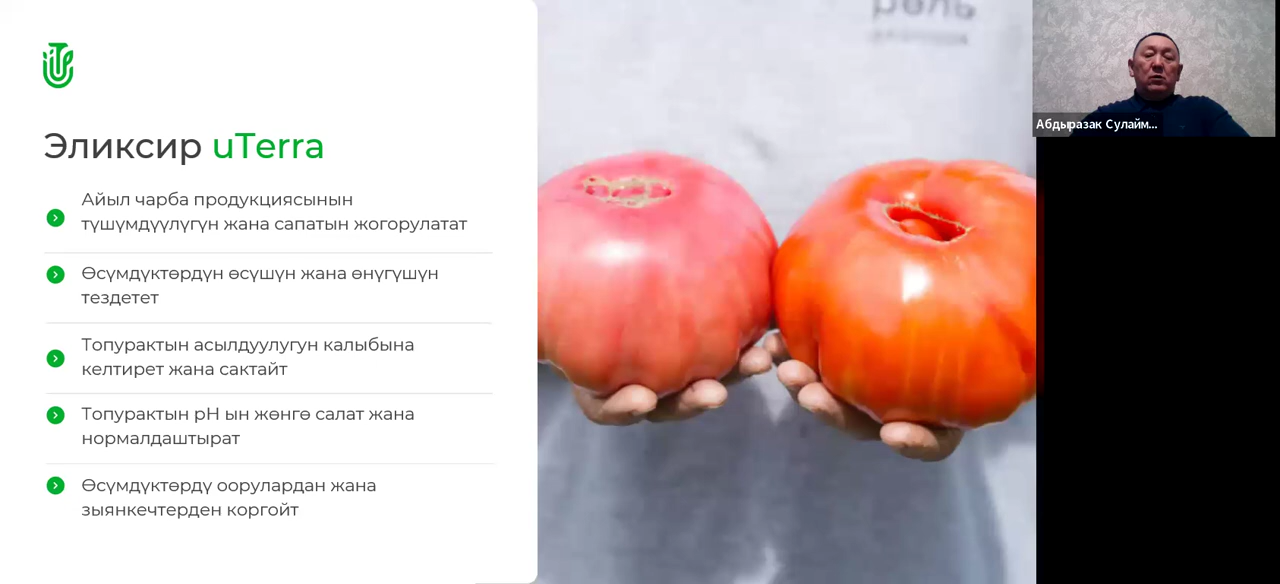 Эликсир uTerra
Айыл чарба продукциясынын
түшүмдүүлүгүн жана сапатын жогорулатат
Өсүмдүктөрдүн өсүшүн жана өнүгүшүн
тездетет
Топурактын асылдуулугун калыбына
келтирет жана сактайт
Топурактын pH ын жөнгө салат жана
нормалдаштырат
Өсүмдүктөрдү оорулардан жана
зыянкечтерден коргойт
Абдыразак Сулайм...